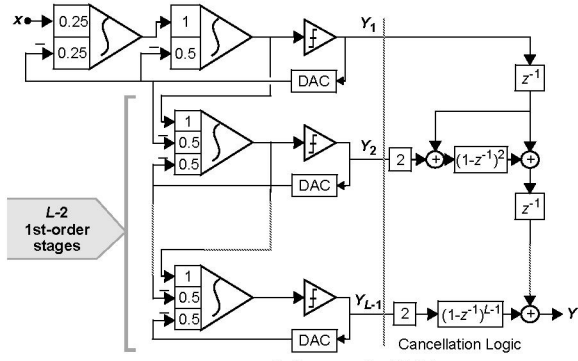 x
0.25
0.25
1
0.5
DAC
Y1
z-1
1
0.5
0.5
DAC
Y2
2
+
(1-z-1)2
+
z-1
L-2
1st-order
stages
1
0.5
0.5
DAC
YL-1
2
(1-z-1)L-1
+
Y
Cancellation Logic